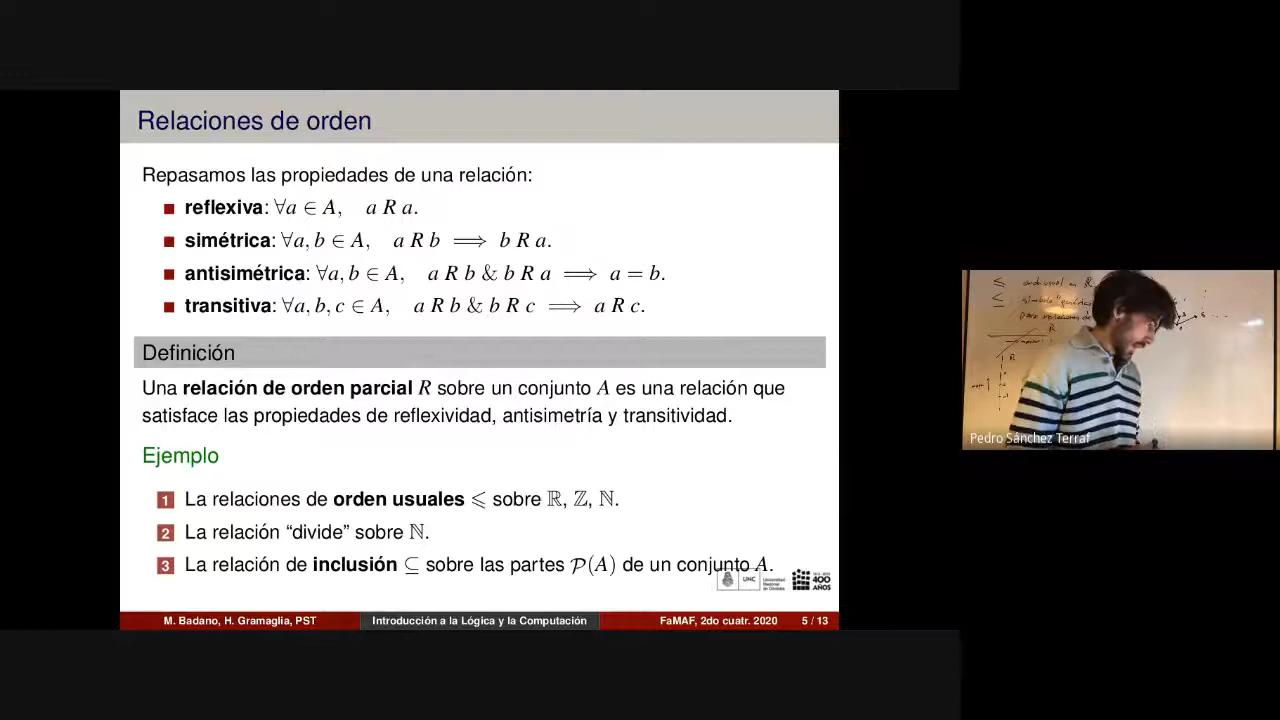 Relaciones de orden
Repasamos las propiedades de una relación:
reflexiva: ∀a ∈ A, a R a.
simétrica: ∀a, b ∈ A, a R b ⟹ b R a.
antisimétrica: ∀a, b ∈ A, a R b & b R a ⟹ a = b.
transitiva: ∀a, b, c ∈ A, a R b & b R c ⟹ a R c.
Definición
Una relación de orden parcial R sobre un conjunto A es una relación que
satisface las propiedades de reflexividad, antisimetría y transitividad.
Ejemplo
1 La relaciones de orden usuales ⩽ sobre ℝ, ℤ, ℕ.
2 La relación “divide” sobre ℕ.
3 La relación de inclusión ⊆ sobre las partes 𝒫(A) de un conjunto A.
UNC
400
AÑOS
M. Badano, H. Gramaglia, PST
Introducción a la Lógica y la Computación
FaMAF, 2do cuatr. 2020
5 / 13
≤
R
Pedro Sánchez Terraf